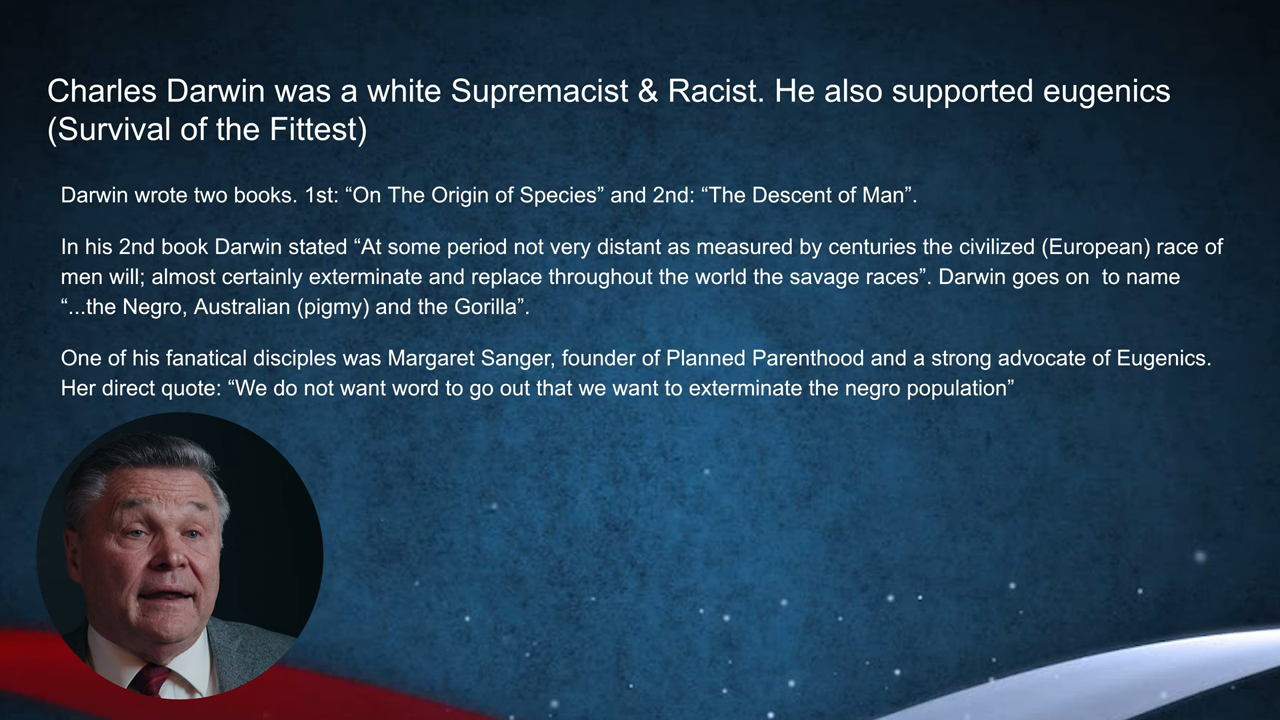 Charles Darwin was a white Supremacist & Racist. He also supported eugenics
(Survival of the Fittest)
Darwin wrote two books. 1st: “On The Origin of Species” and 2nd: “The Descent of Man”.
In his 2nd book Darwin stated “At some period not very distant as measured by centuries the civilized (European) race of
men will; almost certainly exterminate and replace throughout the world the savage races”. Darwin goes on  to name
“...the Negro, Australian (pigmy) and the Gorilla”.
One of his fanatical disciples was Margaret Sanger, founder of Planned Parenthood and a strong advocate of Eugenics.
Her direct quote: “We do not want word to go out that we want to exterminate the negro population”